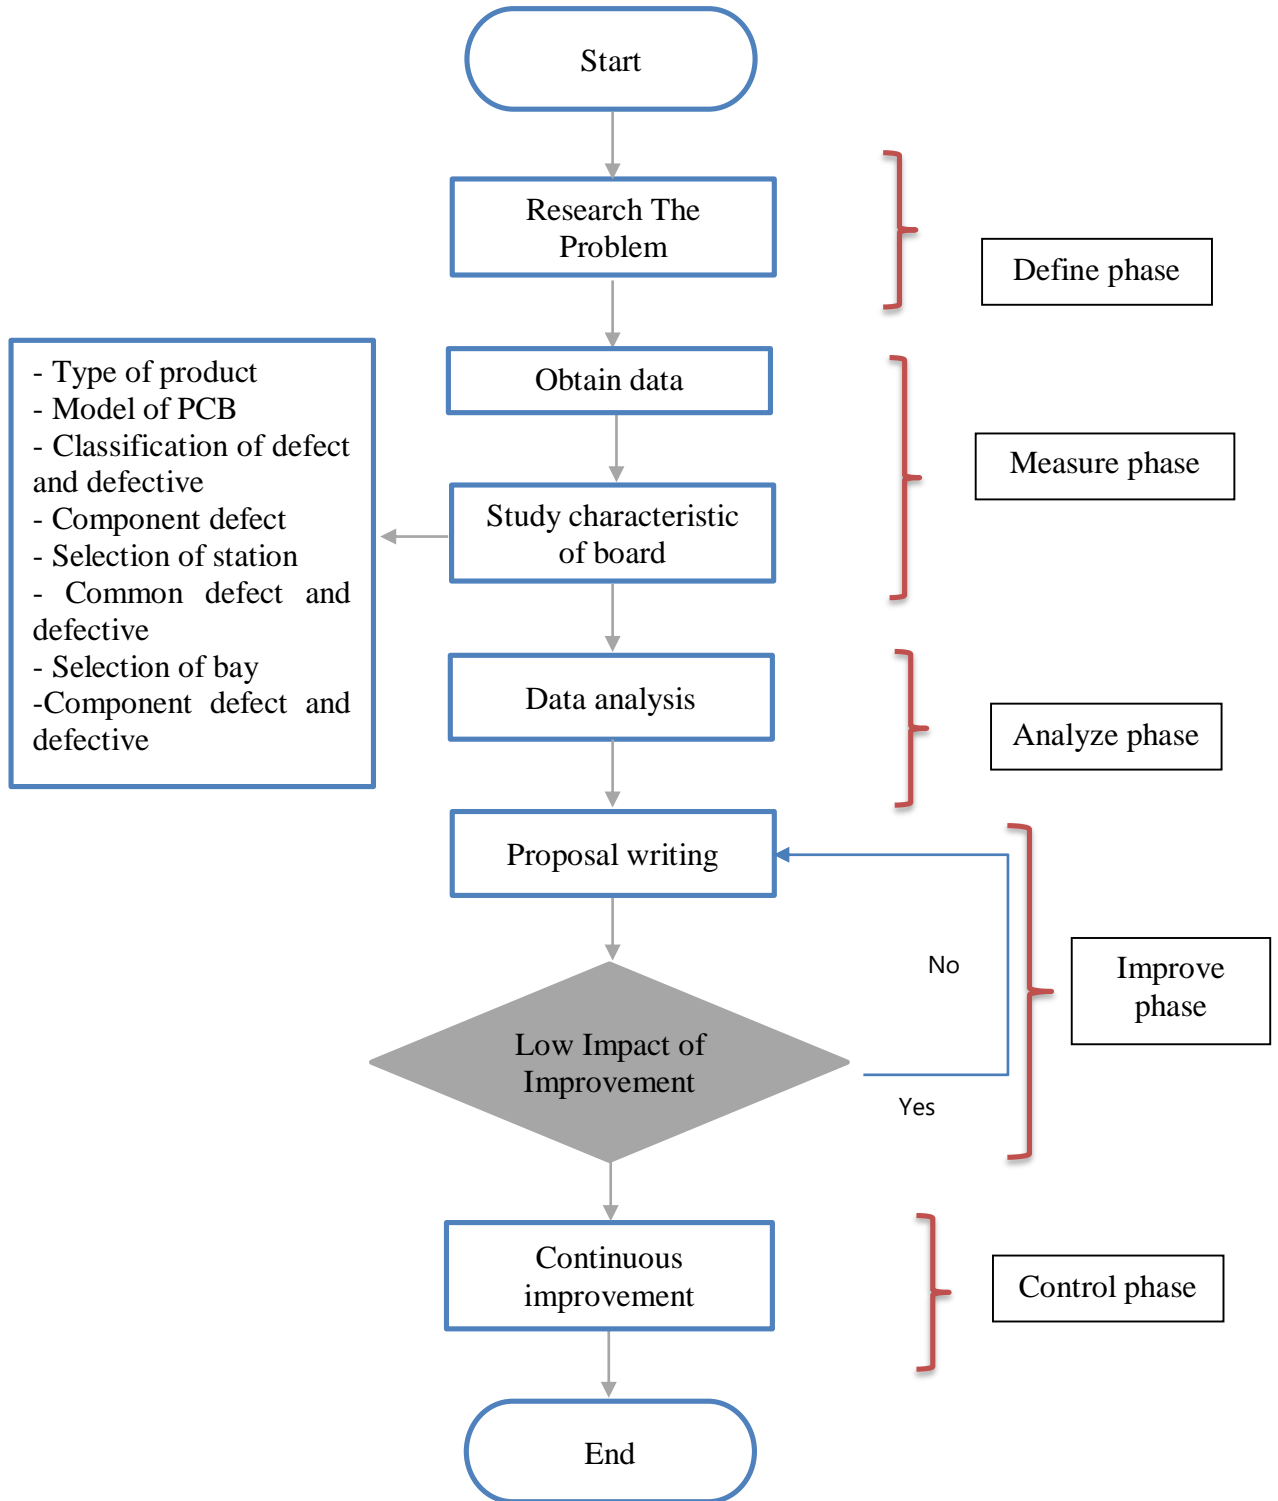 Start
Research The
Problem
Define phase
Obtain data
Measure phase
- Type of product
- Model of PCB
- Classification of defect
and defective
- Component defect
- Selection of station
- Common defect and
defective
- Selection of bay
-Component defect and
defective
Study characteristic
of board
Data analysis
Analyze phase
Proposal writing
No
Improve
phase
Low Impact of
Improvement
Yes
Continuous
improvement
Control phase
End